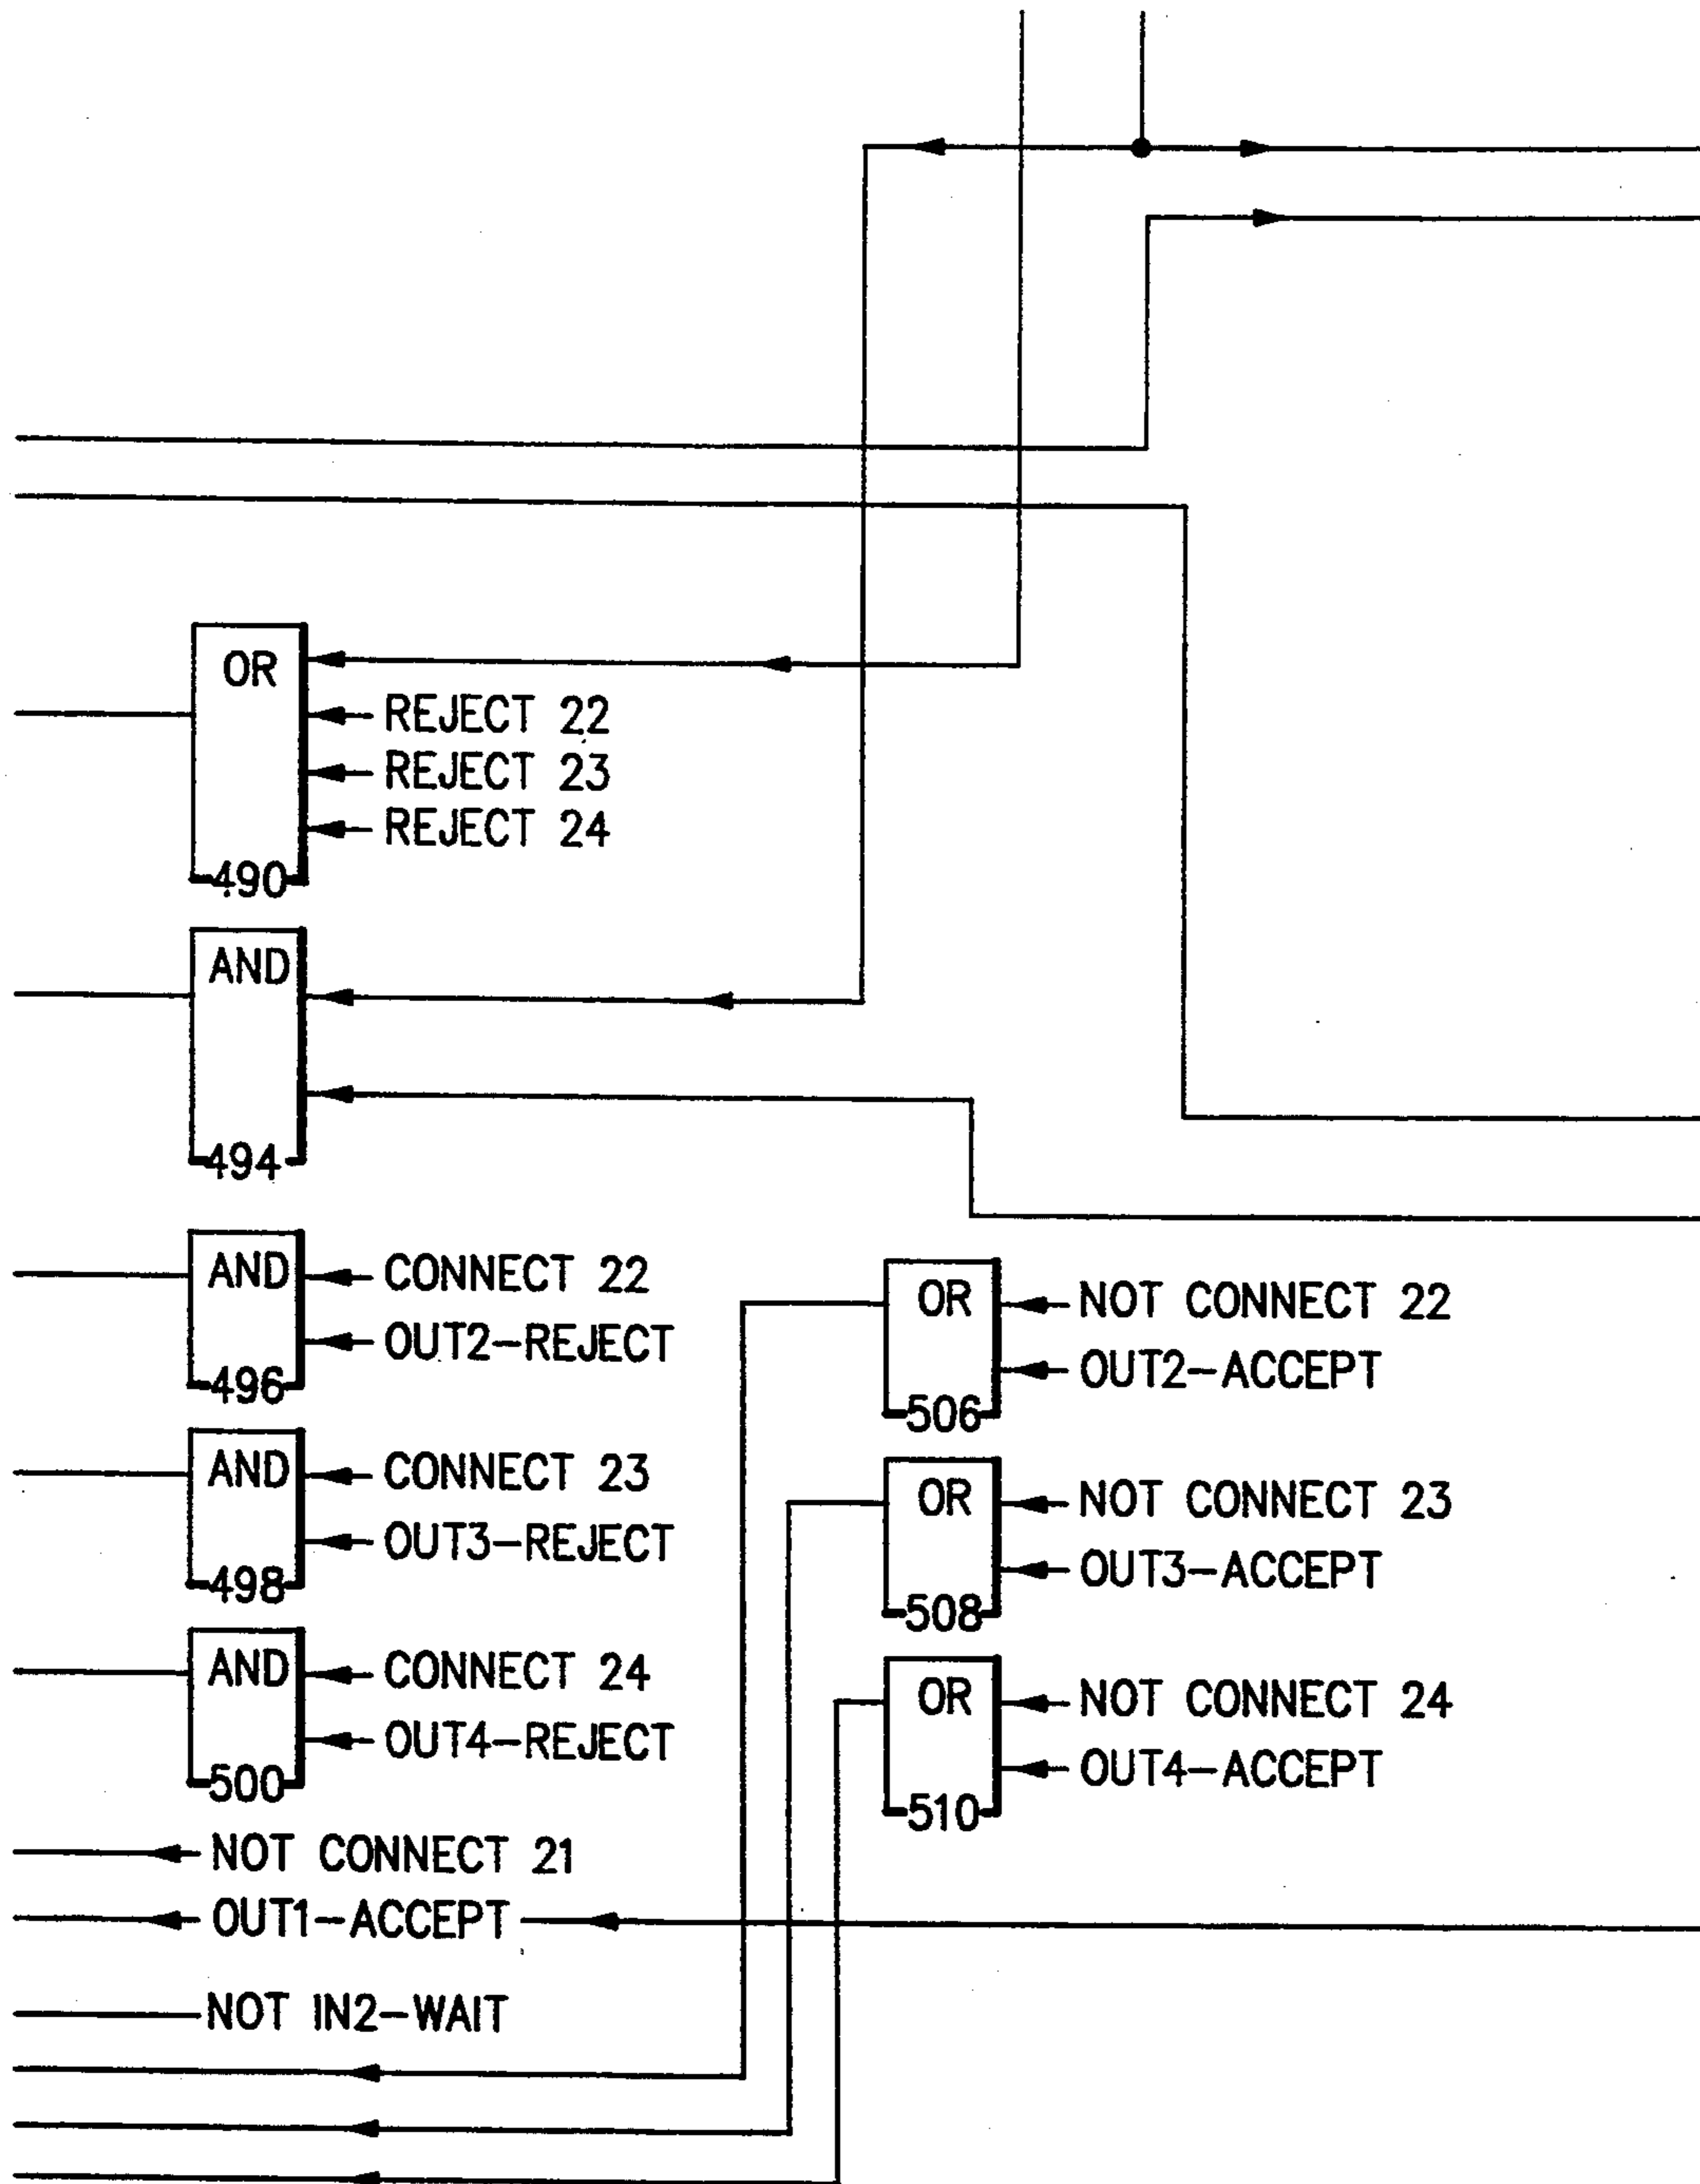 OR
REJECT 22
REJECT 23
REJECT 24
490
AND
494
AND
CONNECT 22
OUT2-REJECT
496
AND
CONNECT 23
OUT3-REJECT
498
AND
CONNECT 24
OUT4-REJECT
500
OR
NOT CONNECT 22
OUT2-ACCEPT
506
OR
NOT CONNECT 23
OUT3-ACCEPT
508
OR
NOT CONNECT 24
OUT4-ACCEPT
510
NOT CONNECT 21
OUT1-ACCEPT
NOT IN2-WAIT